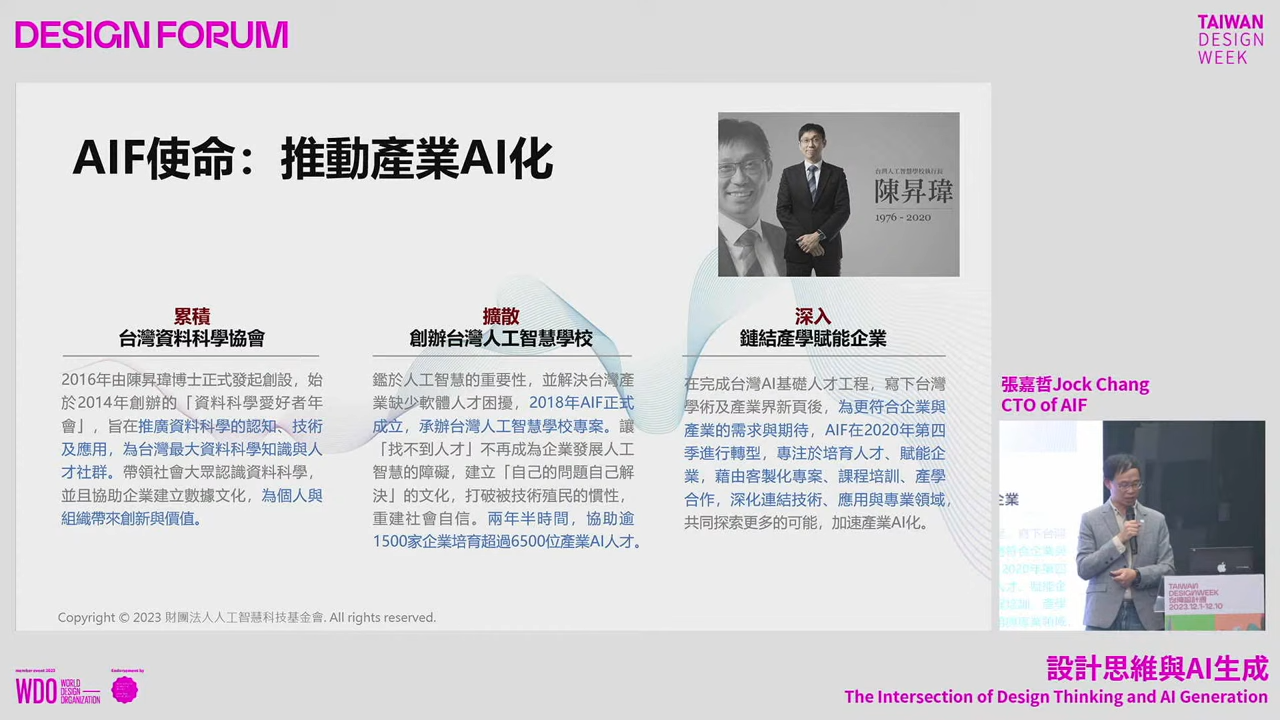 DESIGN FORUM
TAIWAN
DESIGN
WEEK
AIF使命：推動產業AI化
台灣人工智慧學校執行長
陳昇瑋
1976 - 2020
累積
台灣資料科學協會
2016年由陳昇瑋博士正式發起創設，始
於2014年創辦的「資料科學愛好者年
會」，旨在推廣資料科學的認知、技術
及應用，為台灣最大資料科學知識與人
才社群。帶領社會大眾認識資料科學，
並且協助企業建立數據文化，為個人與
組織帶來創新與價值。
擴散
創辦台灣人工智慧學校
鑑於人工智慧的重要性，並解決台灣產
業缺少軟體人才困擾，2018年AIF正式
成立，承辦台灣人工智慧學校專案。讓
「找不到人才」不再成為企業發展人工
智慧的障礙，建立「自己的問題自己解
決」的文化，打破被技術殖民的慣性，
重建社會自信。兩年半時間，協助逾
1500家企業培育超過6500位產業AI人才。
深入
鏈結產學賦能企業
在完成台灣AI基礎人才工程，寫下台灣
學術及產業界新頁後，為更符合企業與
產業的需求與期待，AIF在2020年第四
季進行轉型，專注於培育人才、賦能企
業，藉由客製化專案、課程培訓、產學
合作，深化連結技術、應用與專業領域，
共同探索更多的可能，加速產業AI化。
Copyright © 2023 財團法人人工智慧科技基金會. All rights reserved.
張嘉哲Jock Chang
CTO of AIF
企業
TAIWAN
DESIGNWEEK
台灣設計週
2023.12.1-12.10
member event 2023
WDO WORLD
DESIGN
ORGANIZATION
Endorsement by
設計思維與AI生成
The Intersection of Design Thinking and AI Generation